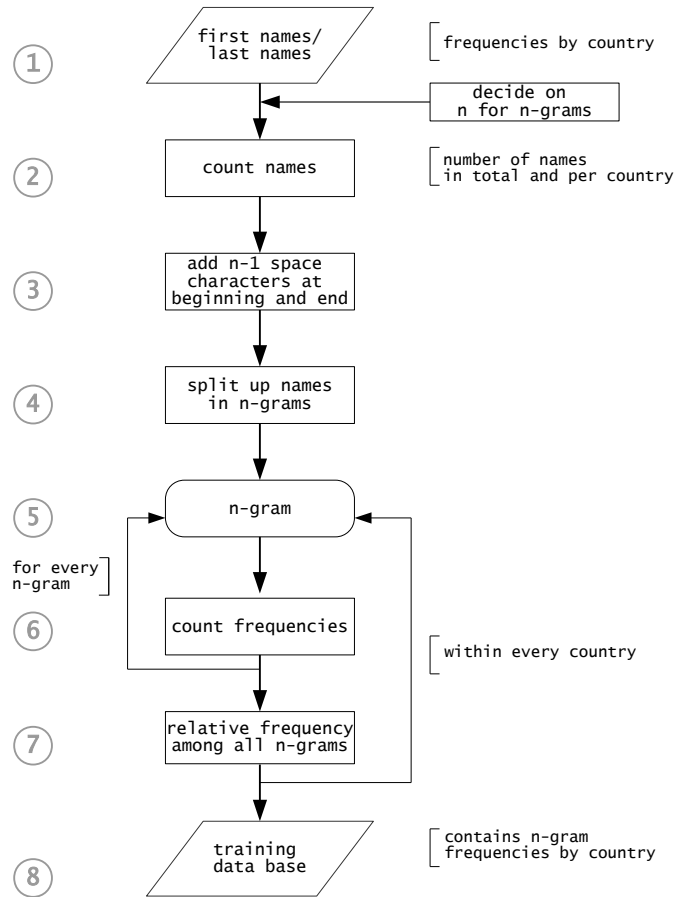 first names/
last names
frequencies by country
1
decide on
n for n-grams
count names
number of names
in total and per country
2
add n-1 space
characters at
beginning and end
3
split up names
in n-grams
4
n-gram
5
for every
n-gram
count frequencies
6
within every country
relative frequency
among all n-grams
7
training
data base
contains n-gram
frequencies by country
8